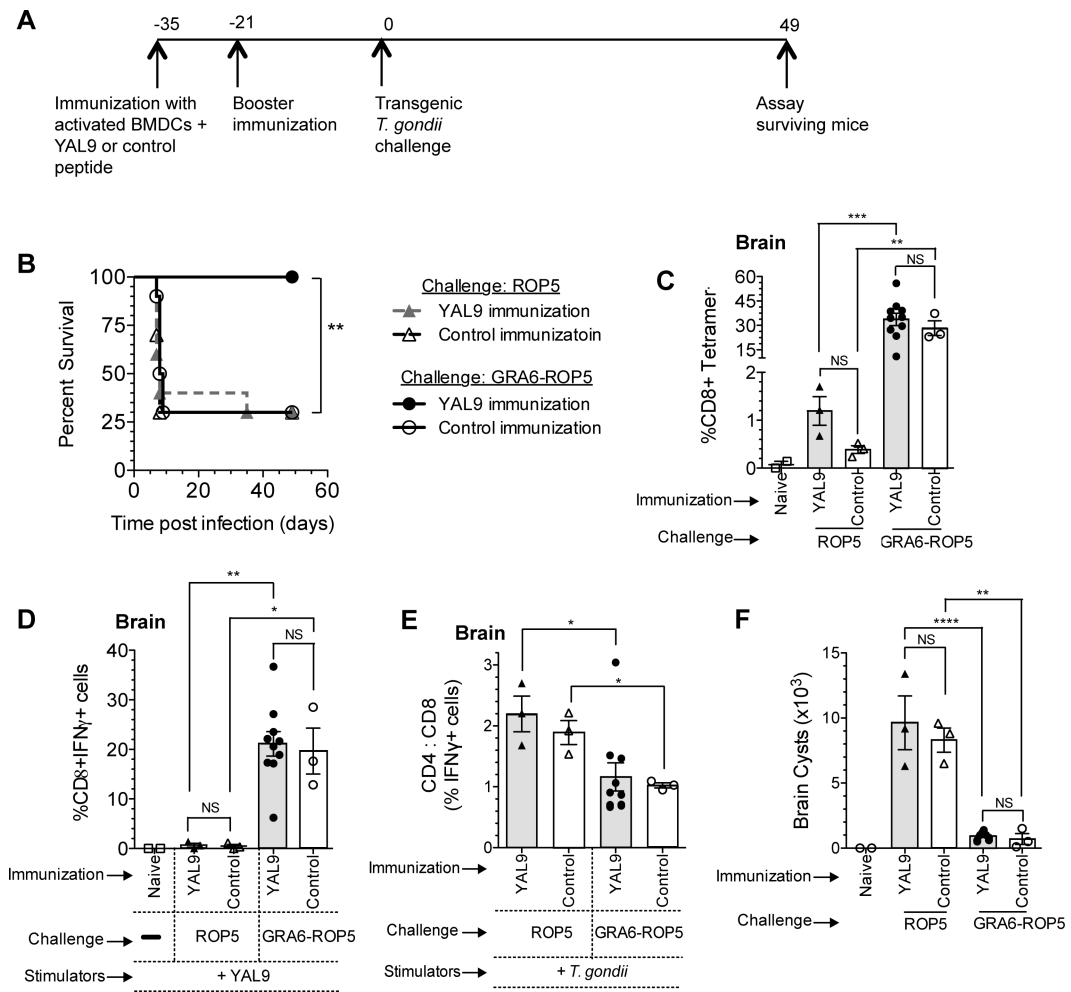 A
-35
-21
0
49
Immunization with
activated BMDCs +
YAL9 or control
peptide
Booster
immunization
Transgenic
T. gondii
challenge
Assay
surviving mice
B
Percent Survival
100
75
50
25
0
0 20 40 60
Time post infection (days)
**
Challenge: ROP5
YAL9 immunization
Control immunizatoin
Challenge: GRA6-ROP5
YAL9 immunization
Control immunization
C
Brain
***
**
NS
NS
%CD8+ Tetramer
60
45
30
15
2
1
0
Immunization
Naive
YAL9
Control
YAL9
Control
Challenge
ROP5
GRA6-ROP5
D
Brain
**
*
NS
NS
%CD8+IFNγ+ cells
40
30
20
10
0
Immunization
Naive
YAL9
Control
YAL9
Control
Challenge
ROP5
GRA6-ROP5
Stimulators
+ YAL9
E
Brain
*
*
CD4 : CD8
(% IFNγ+ cells)
3
2
1
0
Immunization
YAL9
Control
YAL9
Control
Challenge
ROP5
GRA6-ROP5
Stimulators
+ T. gondii
F
**
****
NS
NS
Brain Cysts (x10³)
15
10
5
0
Immunization
Naive
YAL9
Control
YAL9
Control
Challenge
ROP5
GRA6-ROP5